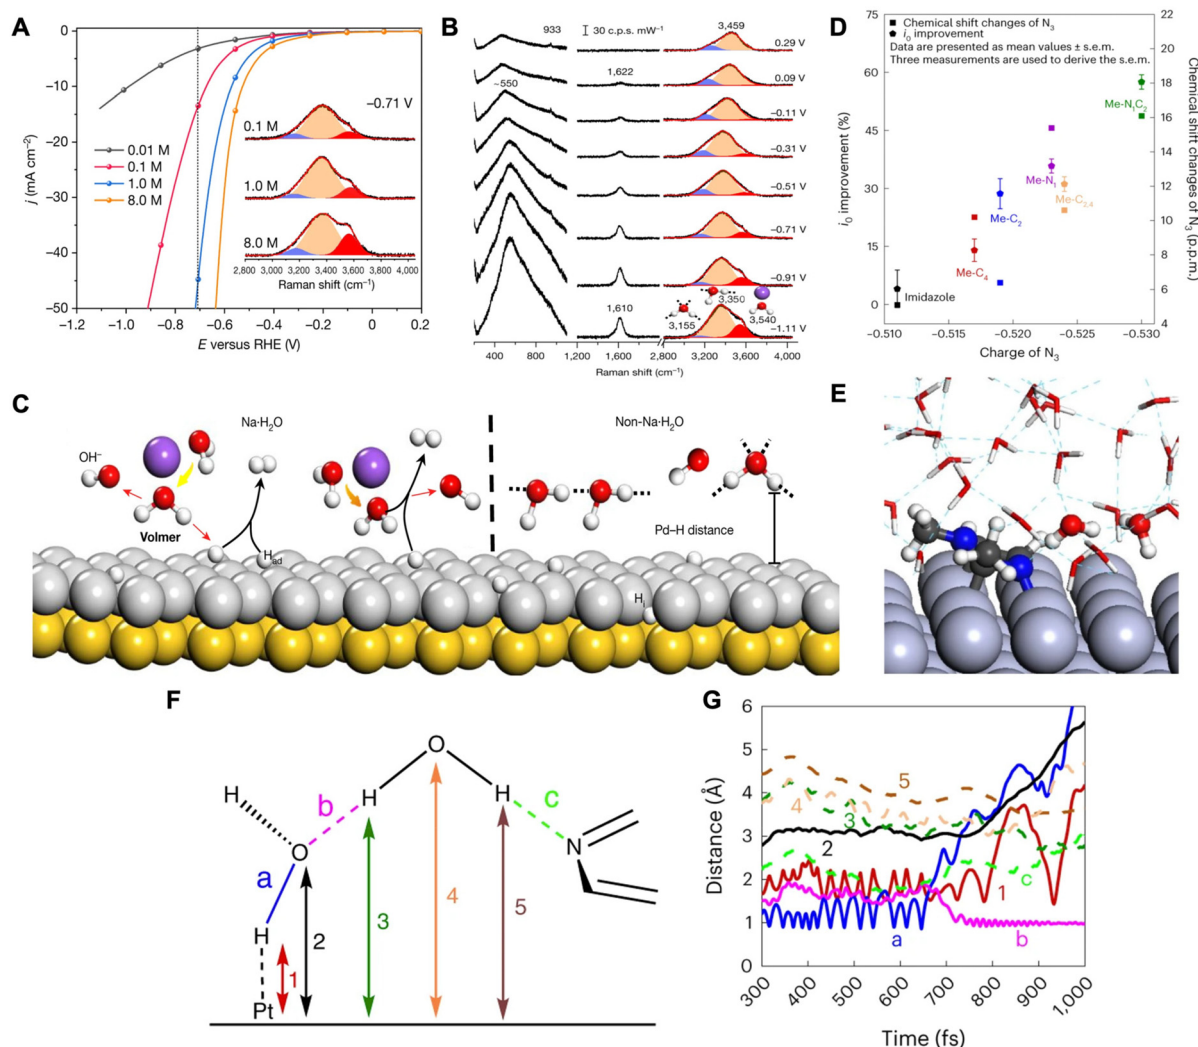 A
0
−10
−20
−30
−40
−50
j (mA cm⁻²)
0.01 M
0.1 M
1.0 M
8.0 M
−0.71 V
0.1 M
1.0 M
8.0 M
2,800 3,200 3,600 4,000
Raman shift (cm⁻¹)
−1.2 −1.0 −0.8 −0.6 −0.4 −0.2 0 0.2
E versus RHE (V)
B
933
30 c.p.s. mW⁻¹
3,459
0.29 V
1,622
0.09 V
~550
−0.11 V
−0.31 V
−0.51 V
−0.71 V
−0.91 V
1,610
3,155
3,350
3,540
−1.11 V
400 800 1,200 1,600 2,800 3,600 4,000
Raman shift (cm⁻¹)
D
75
60
45
30
15
0
i₀ improvement (%)
Chemical shift changes of N₃
i₀ improvement
Data are presented as mean values ± s.e.m.
Three measurements are used to derive the s.e.m.
Me-N₁C₂
Me-N₁
Me-C₂,₄
Me-C₂
Me-C₄
Imidazole
22
20
18
16
14
12
10
8
6
4
Chemical shift changes of N₃ (p.p.m.)
−0.510 −0.515 −0.520 −0.525 −0.530
Charge of N₃
C
Na·H₂O
Non-Na·H₂O
OH⁻
Volmer
H_ad
Pd–H distance
H_i
E
F
O
H
b
H
H
c
O
N
a
H
1
2
3
4
5
Pt
G
6
5
4
3
2
1
0
Distance (Å)
5
4
3
2
1
c
a
b
300 400 500 600 700 800 900 1,000
Time (fs)